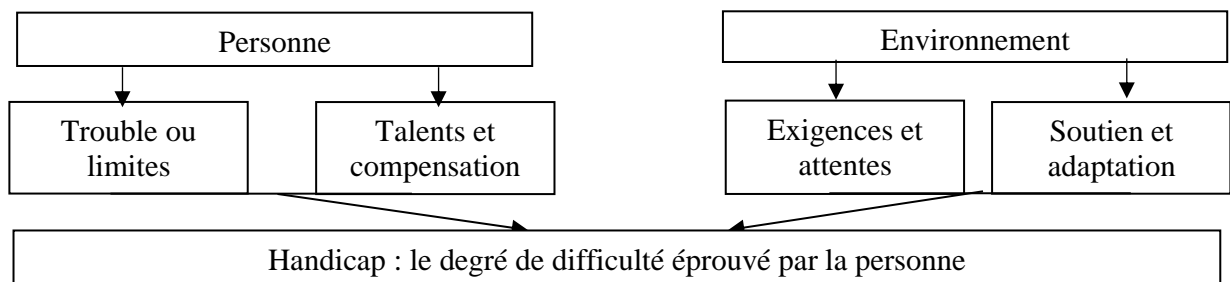 Personne
Environnement
Trouble ou
limites
Talents et
compensation
Exigences et
attentes
Soutien et
adaptation
Handicap : le degré de difficulté éprouvé par la personne